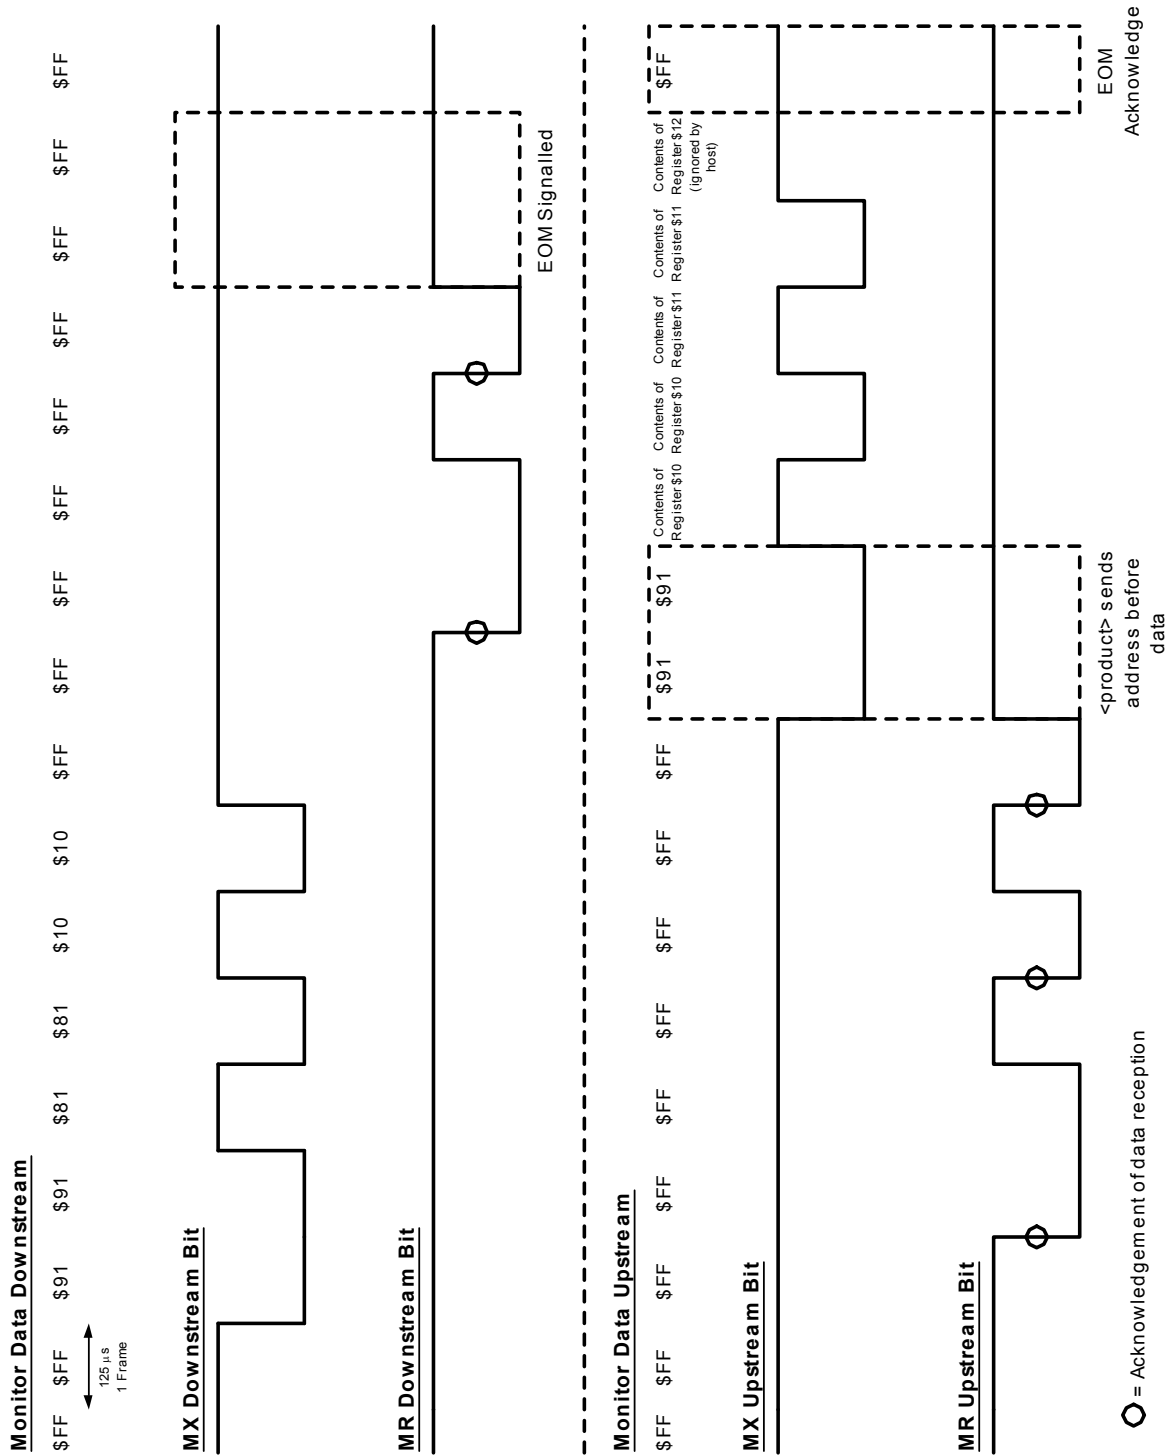 Monitor Data Downstream
$FF $FF $91 $91 $81 $81 $10 $10 $FF $FF $FF $FF $FF $FF $FF $FF $FF
125 µs
1 Frame
MX Downstream Bit
MR Downstream Bit
EOM Signalled
Monitor Data Upstream
$FF $FF $FF $FF $FF $FF $FF $FF $FF $91 $91 Contents of Register $10 Contents of Register $10 Contents of Register $11 Contents of Register $11 Contents of Register $12 (ignored by host) $FF
MX Upstream Bit
MR Upstream Bit
<product> sends
address before
data
EOM
Acknowledge
= Acknowledgement of data reception